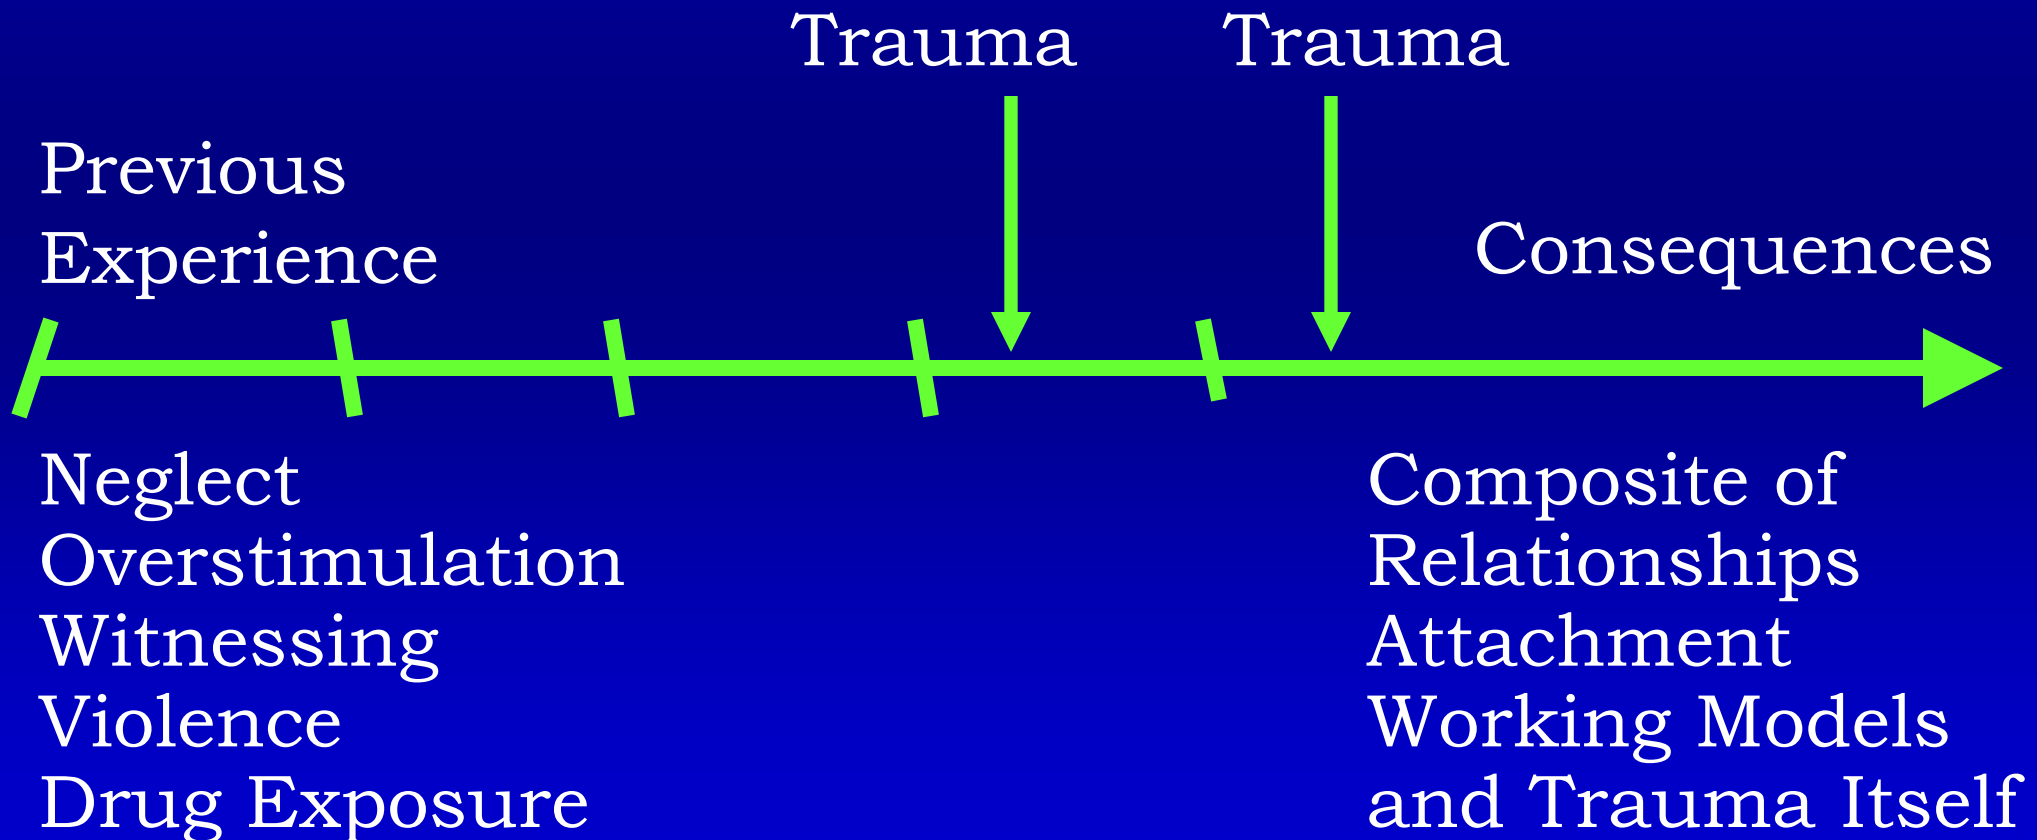 Trauma Trauma
Previous
Experience
Consequences
Neglect
Overstimulation
Witnessing
Violence
Drug Exposure
Composite of
Relationships
Attachment
Working Models
and Trauma Itself